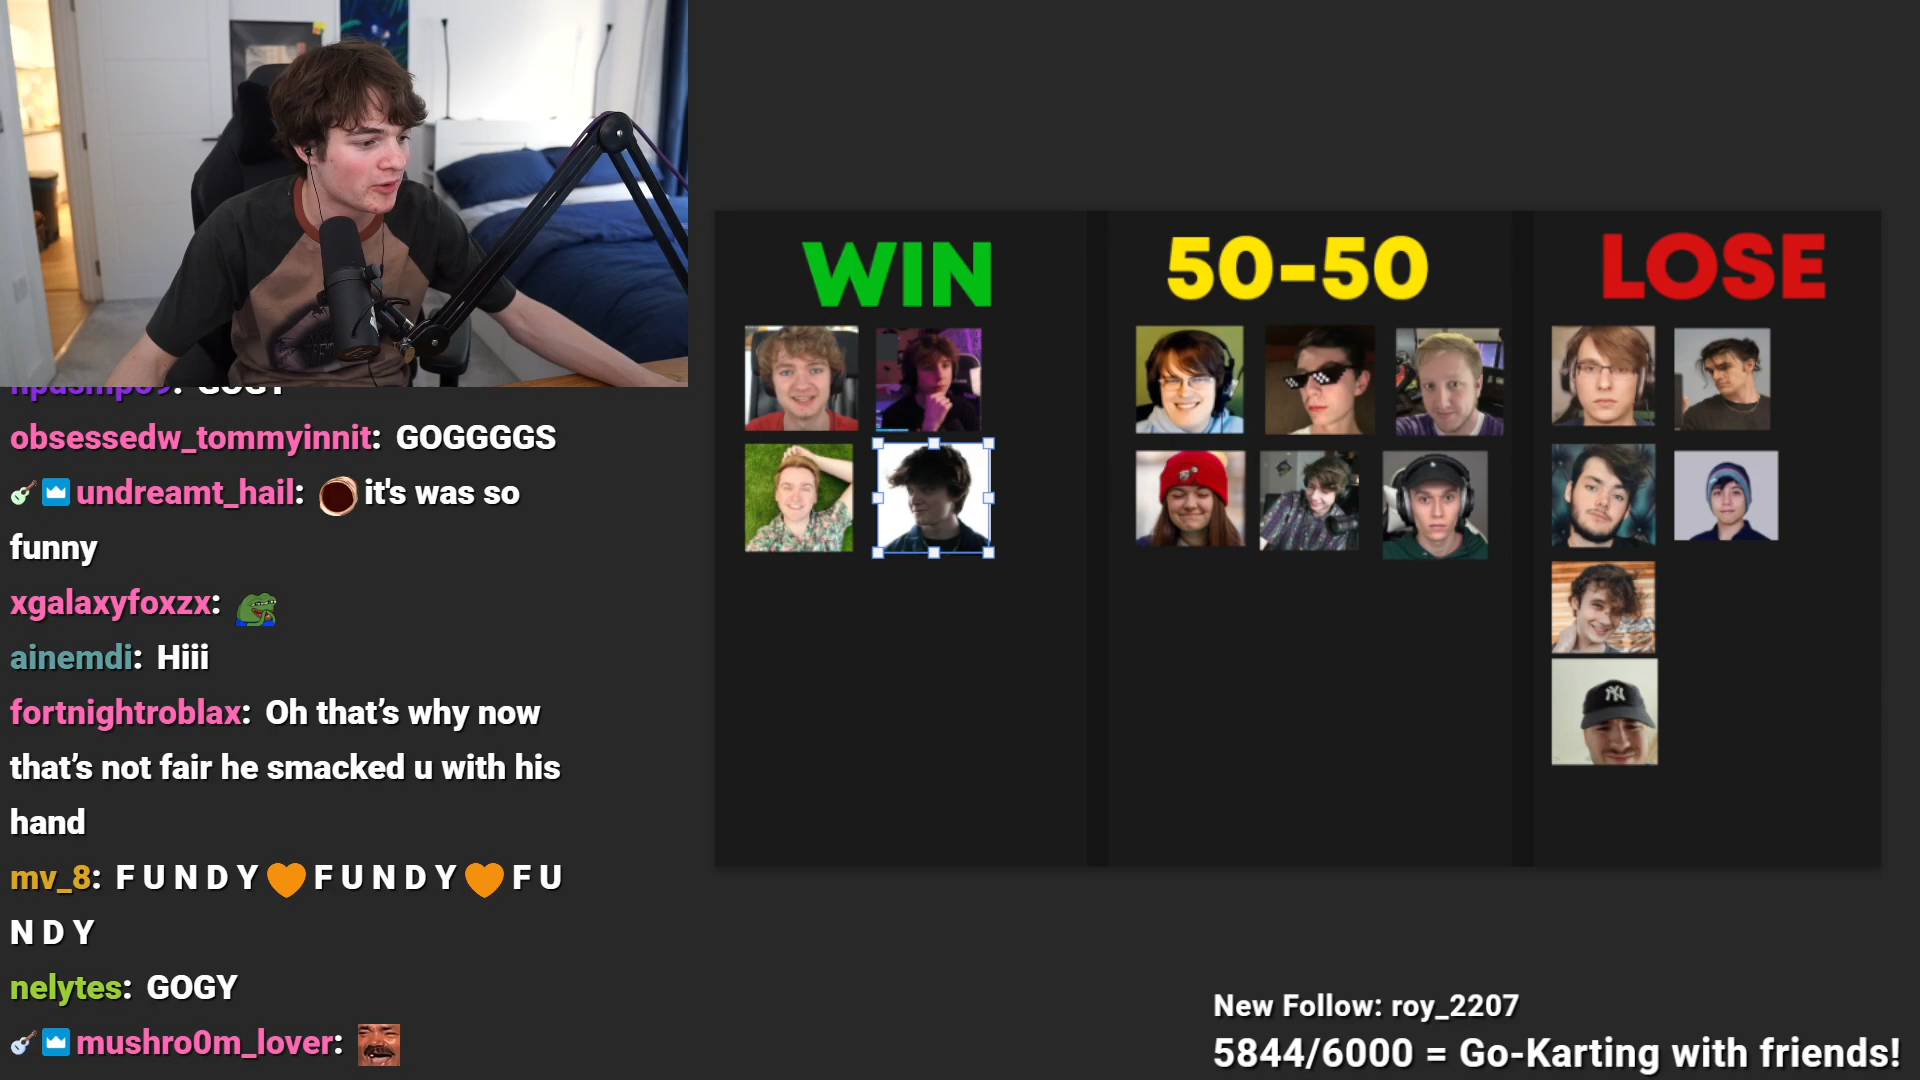 WIN
50-50
LOSE
GOGY
obsessedw_tommyinnit: GOGGGGS
undreamt_hail: it's was so
funny
xgalaxyfoxzx:
ainemdi: Hiii
fortnightroblax: Oh that’s why now
that’s not fair he smacked u with his
hand
mv_8: F U N D Y 🧡 F U N D Y 🧡 F U
N D Y
nelytes: GOGY
mushro0m_lover:
New Follow: roy_2207
5844/6000 = Go-Karting with friends!